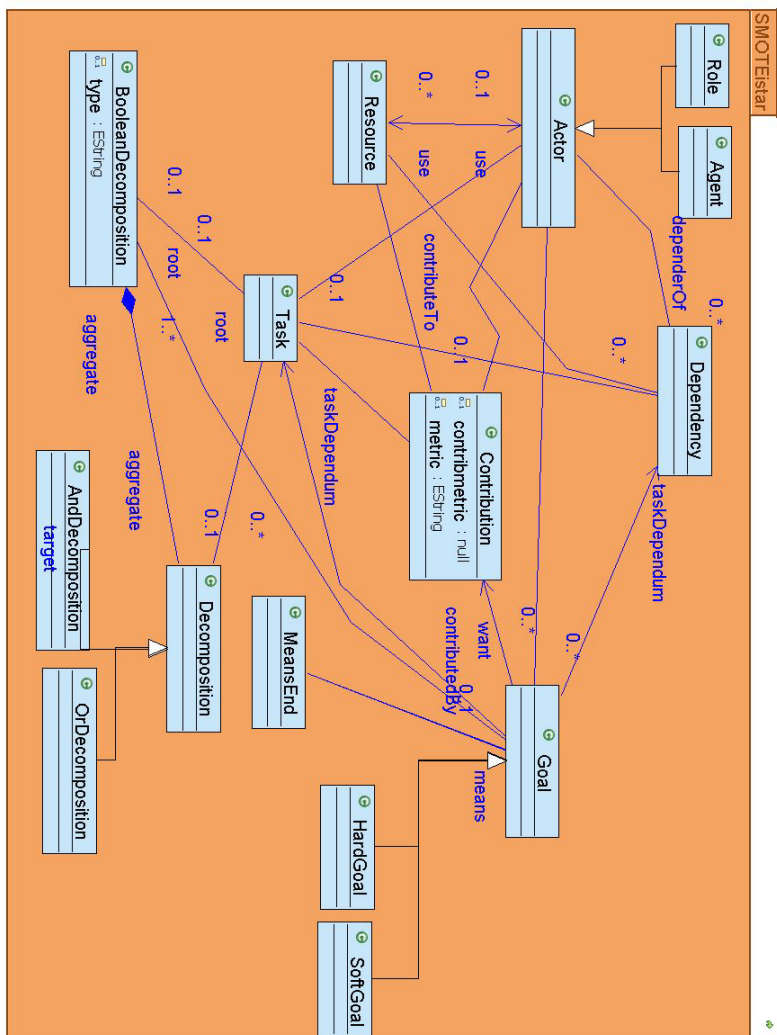 SMOTEistar
Role
Agent
Actor
dependerOf
0..*
Dependency
taskDependum
0..*
0..1
use
0..*
use
Resource
contributeTo
0..1
0..*
Contribution
contribmetric : null
metric : EString
want
contributedBy
0..*
0..1
Goal
means
HardGoal
SoftGoal
0..1
Task
taskDependum
root
0..1
root
0..1
BooleanDecomposition
type : EString
1..*
aggregate
aggregate
0..1
0..*
MeansEnd
Decomposition
AndDecomposition
target
OrDecomposition